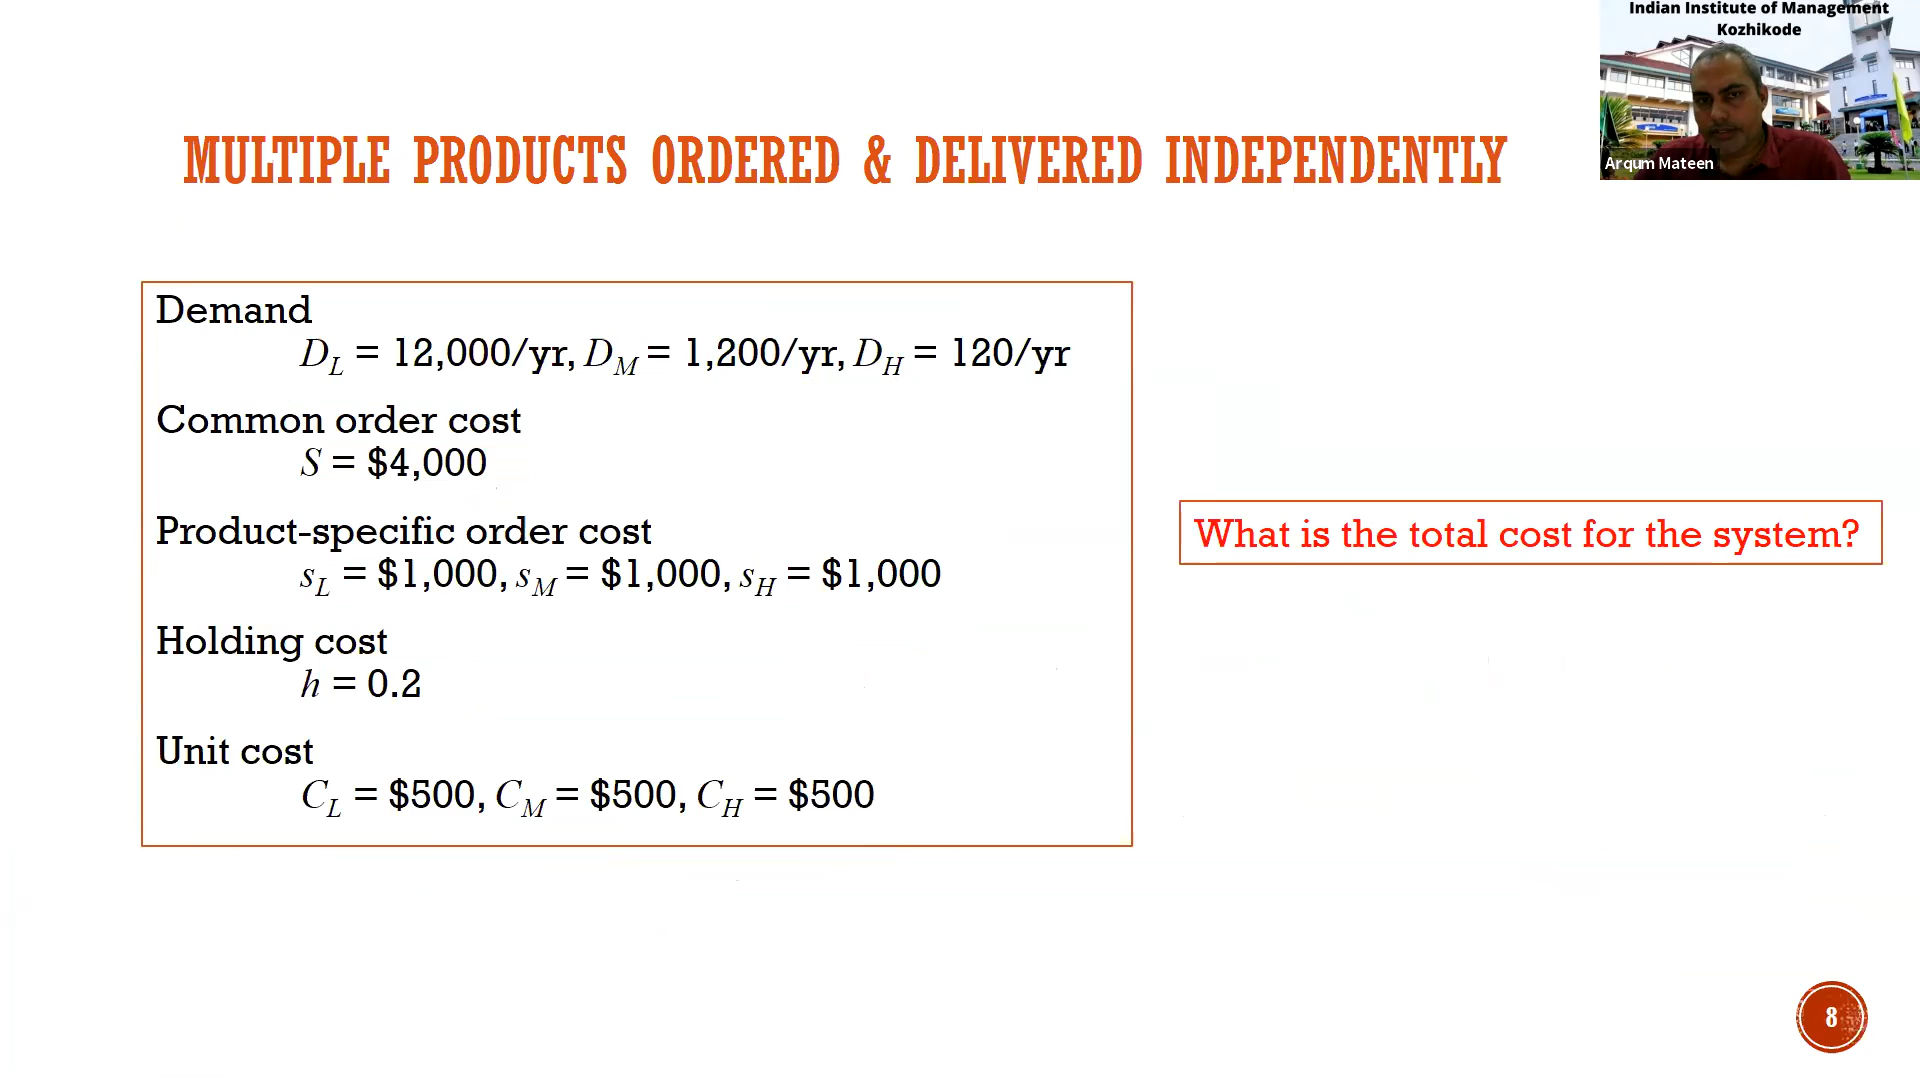 Indian Institute of Management
Kozhikode
Arqum Mateen
MULTIPLE PRODUCTS ORDERED & DELIVERED INDEPENDENTLY
Demand
D_L = 12,000/yr, D_M = 1,200/yr, D_H = 120/yr
Common order cost
S = $4,000
Product-specific order cost
s_L = $1,000, s_M = $1,000, s_H = $1,000
Holding cost
h = 0.2
Unit cost
C_L = $500, C_M = $500, C_H = $500
What is the total cost for the system?
8